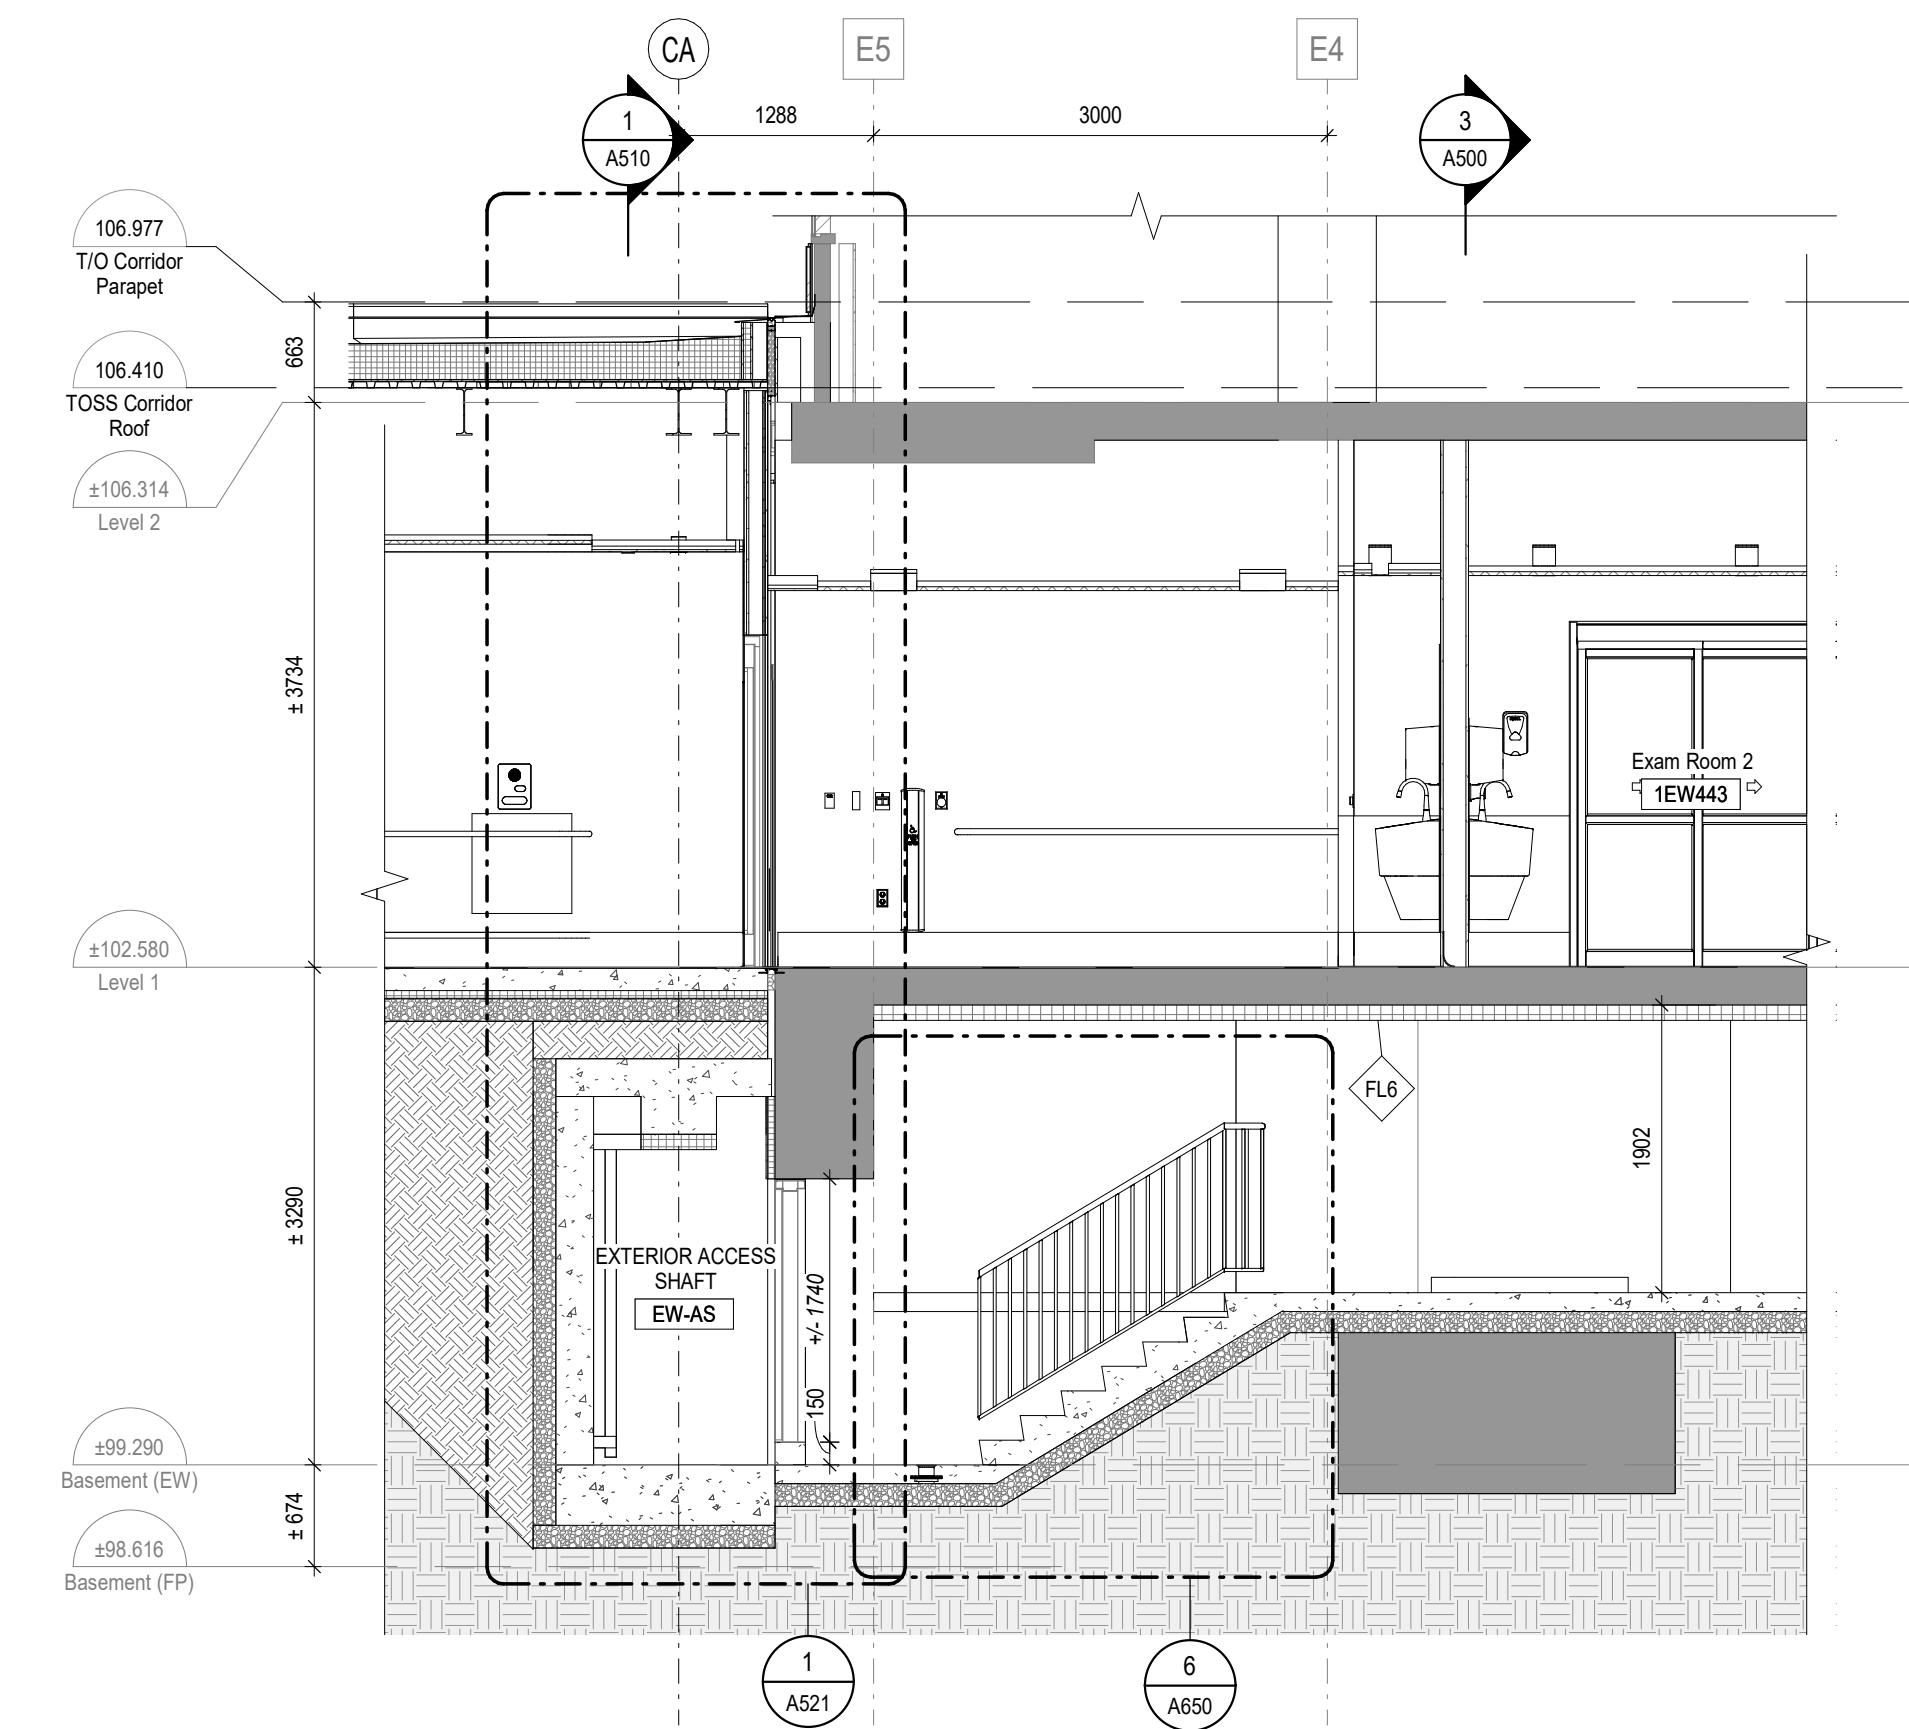 CA
E5
E4
1288
3000
1
A510
3
A500
106.977
T/O Corridor
Parapet
663
106.410
TOSS Corridor
Roof
±106.314
Level 2
± 3734
Exam Room 2
1EW443
±102.580
Level 1
FL6
1902
± 3290
EXTERIOR ACCESS
SHAFT
EW-AS
+/- 1740
150
±99.290
Basement (EW)
± 674
±98.616
Basement (FP)
1
A521
6
A650